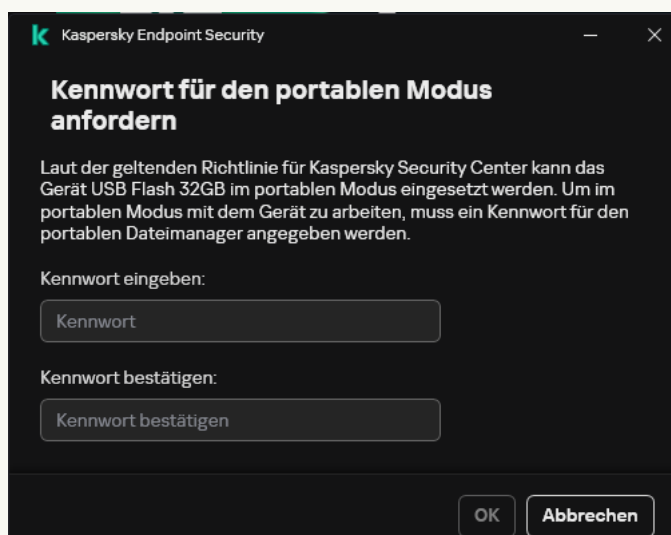 Kaspersky Endpoint Security
Kennwort für den portablen Modus
anfordern
Laut der geltenden Richtlinie für Kaspersky Security Center kann das
Gerät USB Flash 32GB im portablen Modus eingesetzt werden. Um im
portablen Modus mit dem Gerät zu arbeiten, muss ein Kennwort für den
portablen Dateimanager angegeben werden.
Kennwort eingeben:
Kennwort
Kennwort bestätigen:
Kennwort bestätigen
OK
Abbrechen